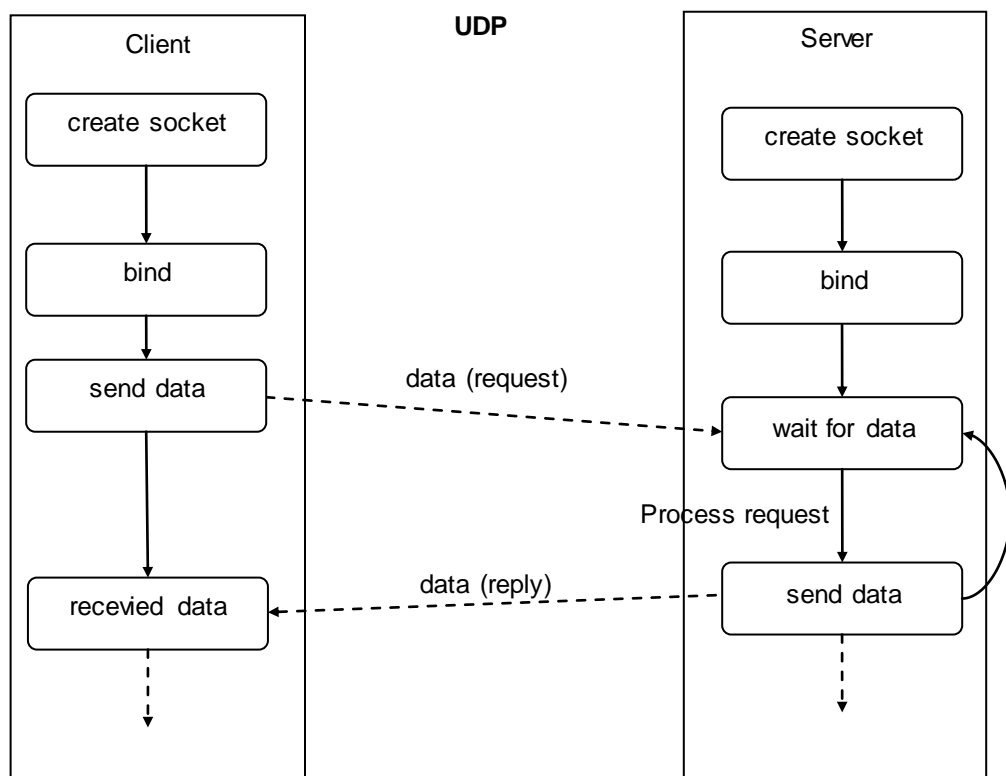 UDP
Client
create socket
bind
send data
recevied data
data (request)
data (reply)
Server
create socket
bind
wait for data
Process request
send data